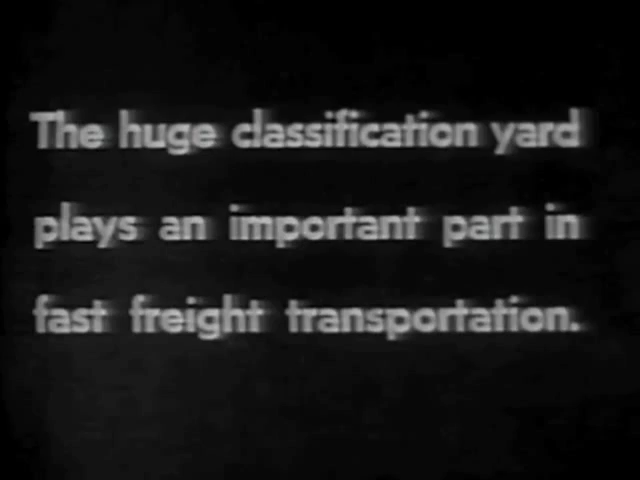 The huge classification yard
plays an important part in
fast freight transportation.